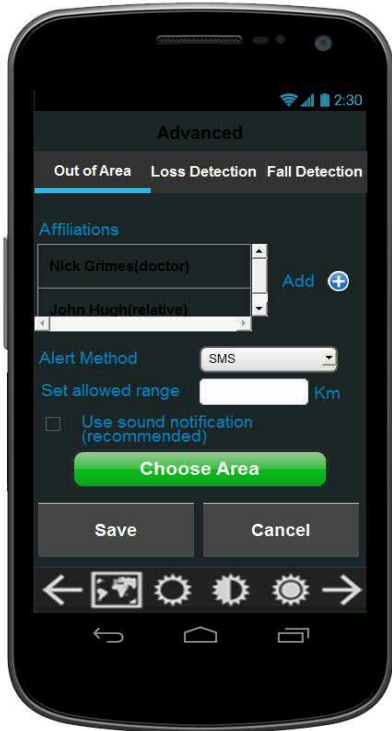 2:30
Advanced
Out of Area Loss Detection Fall Detection
Affiliations
Nick Grimes(doctor)
Add
John Hugh(relative)
Alert Method SMS
Set allowed range Km
Use sound notification
(recommended)
Choose Area
Save Cancel